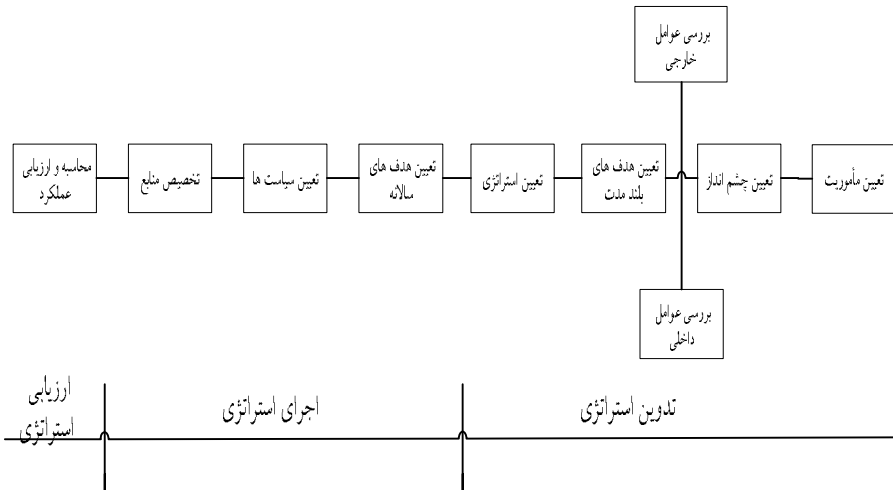 بررسی عوامل
خارجی
تعیین مأموریت
تعیین چشم انداز
تعیین هدف های
بلند مدت
تعیین استراتژی
تعیین هدف های
سالانه
تعیین سیاست ها
تخصیص منابع
محاسبه و ارزیابی
عملکرد
بررسی عوامل
داخلی
تدوین استراتژی
اجرای استراتژی
ارزیابی
استراتژی